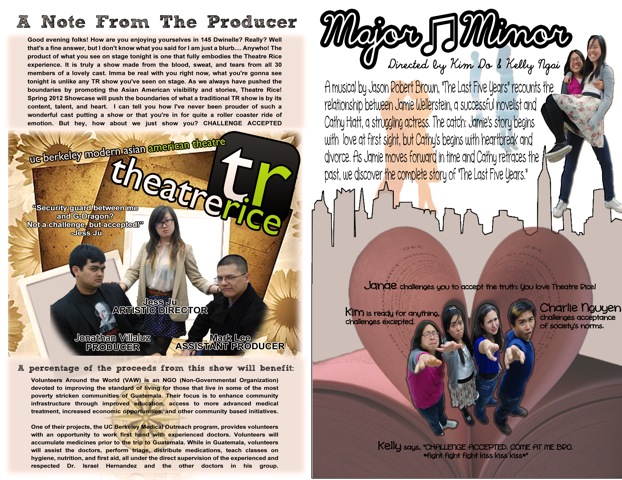 A Note From The Producer
Good evening folks! How are you enjoying yourselves in 145 Dwinelle? Really? Well
that's a fine answer, but I don't know what you said for I am just a blurb.... Anywho! The
product of what you see on stage tonight is one that fully embodies the Theatre Rice
experience. It is truly a show made from the blood, sweat, and tears from all 30
members of a lovely cast. Imma be real with you right now, what you're gonna see
tonight is unlike any TR show you've seen on stage. As we always have pushed the
boundaries by promoting the Asian American visibility and stories, Theatre Rice!
Spring 2012 Showcase will push the boundaries of what a traditional TR show is by its
content, talent, and heart. I can tell you how I've never been prouder of such a
wonderful cast putting a show or that you're in for quite a roller coaster ride of
emotion. But hey, how about we just show you? CHALLENGE ACCEPTED
uc berkeley modern asian american theatre
tr
theatrerice
"Security guard between me
and G-Dragon?
Not a challenge, but accepted!"
-Jess Ju
Jess Ju
ARTISTIC DIRECTOR
Jonathan Villaluz
PRODUCER
Mark Lee
ASSISTANT PRODUCER
A percentage of the proceeds from this show will benefit:
Volunteers Around the World (VAW) is an NGO (Non-Governmental Organization)
devoted to improving the standard of living for those that live in some of the most
poverty stricken communities of Guatemala. Their focus is to enhance community
infrastructure through improved education, access to more advanced medical
treatment, increased economic opportunities, and other community based initiatives.
One of their projects, the UC Berkeley Medical Outreach program, provides volunteers
with an opportunity to work first hand with experienced doctors. Volunteers will
accumulate medicines prior to the trip to Guatemala. While in Guatemala, volunteers
will assist the doctors, perform triage, distribute medications, teach classes on
hygiene, nutrition, and first aid, all under the direct supervision of the experienced and
respected Dr. Israel Hernandez and the other doctors in his group.
Major Minor
Directed by Kim Do & Kelly Ngai
A musical by Jason Robert Brown, "The Last Five Years" recounts the
relationship between Jamie Wellerstein, a successful novelist and
Cathy Hiatt, a struggling actress. The catch: Jamie's story begins
with love at first sight, but Cathy's begins with heartbreak and
divorce. As Jamie moves forward in time and Cathy retraces the
past, we discover the complete story of "The Last Five Years."
Janae challenges you to accept the truth: You love Theatre Rice!
Kim is ready for anything,
challenges excepted.
Charlie Nguyen
challenges acceptance
of society's norms.
Kelly says, "CHALLENGE ACCEPTED. COME AT ME BRO.
*fight fight fight kiss kiss kiss*"